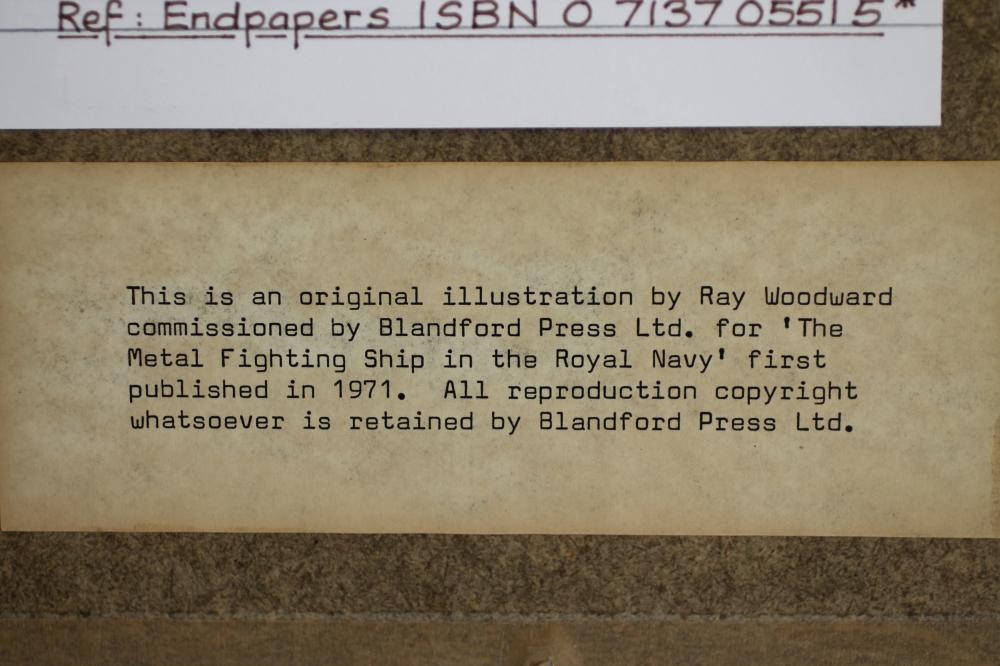 Ref: Endpapers ISBN 0 7137 0551 5*
This is an original illustration by Ray Woodward
commissioned by Blandford Press Ltd. for 'The
Metal Fighting Ship in the Royal Navy' first
published in 1971.  All reproduction copyright
whatsoever is retained by Blandford Press Ltd.